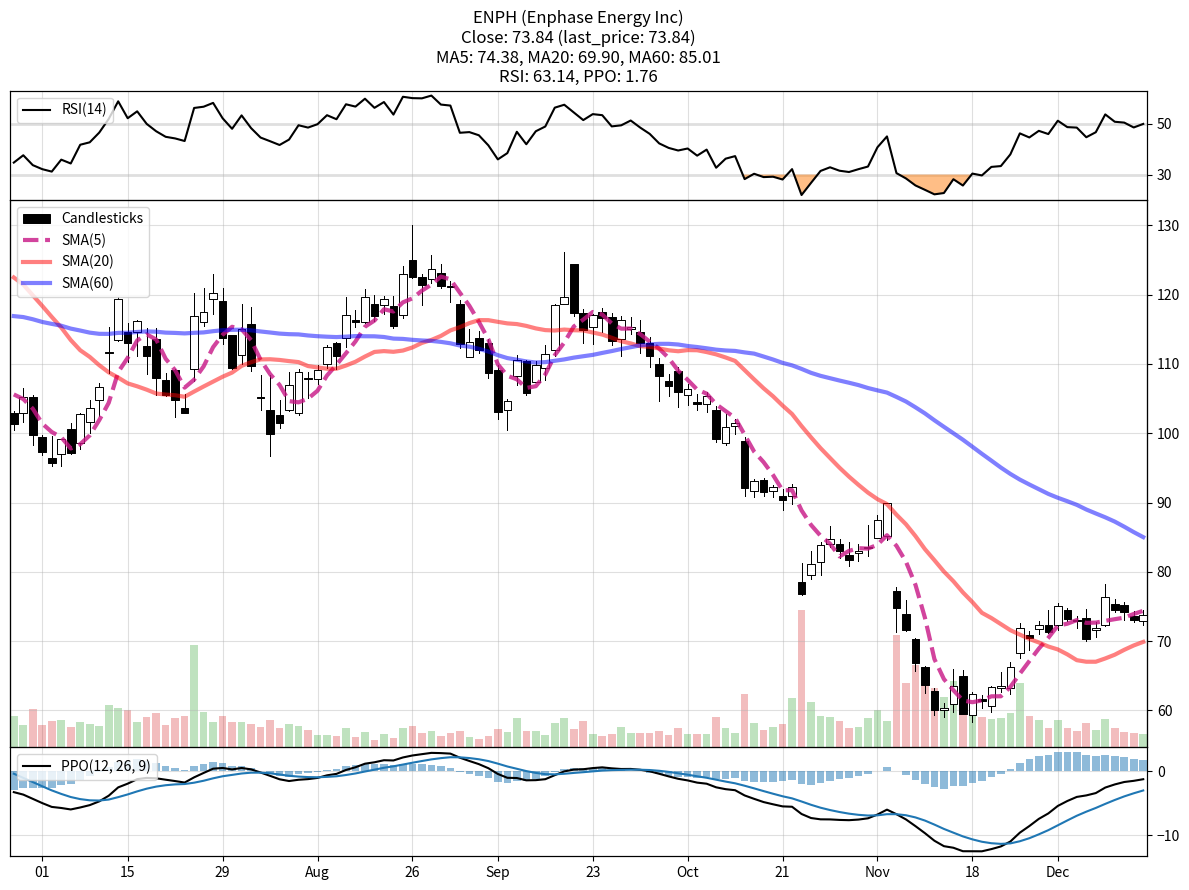 ENPH (Enphase Energy Inc)
Close: 73.84 (last_price: 73.84)
MA5: 74.38, MA20: 69.90, MA60: 85.01
RSI: 63.14, PPO: 1.76
RSI(14)
50
30
Candlesticks
SMA(5)
SMA(20)
SMA(60)
130
120
110
100
90
80
70
60
PPO(12, 26, 9)
0
−10
01 15 29 Aug 26 Sep 23 Oct 21 Nov 18 Dec